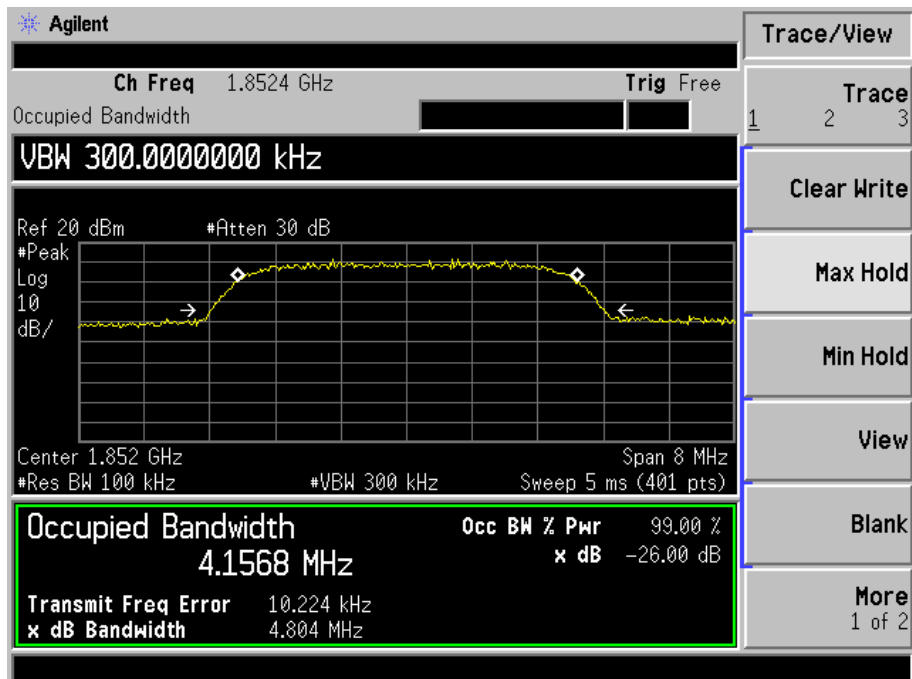 Agilent
Trace/View
Ch Freq 1.8524 GHz Trig Free
Occupied Bandwidth
VBW 300.0000000 kHz
Ref 20 dBm #Atten 30 dB
#Peak
Log
10
dB/
Center 1.852 GHz Span 8 MHz
#Res BW 100 kHz #VBW 300 kHz Sweep 5 ms (401 pts)
Occupied Bandwidth
4.1568 MHz
Occ BW % Pwr 99.00 %
x dB -26.00 dB
Transmit Freq Error 10.224 kHz
x dB Bandwidth 4.804 MHz
Trace
1 2 3
Clear Write
Max Hold
Min Hold
View
Blank
More
1 of 2